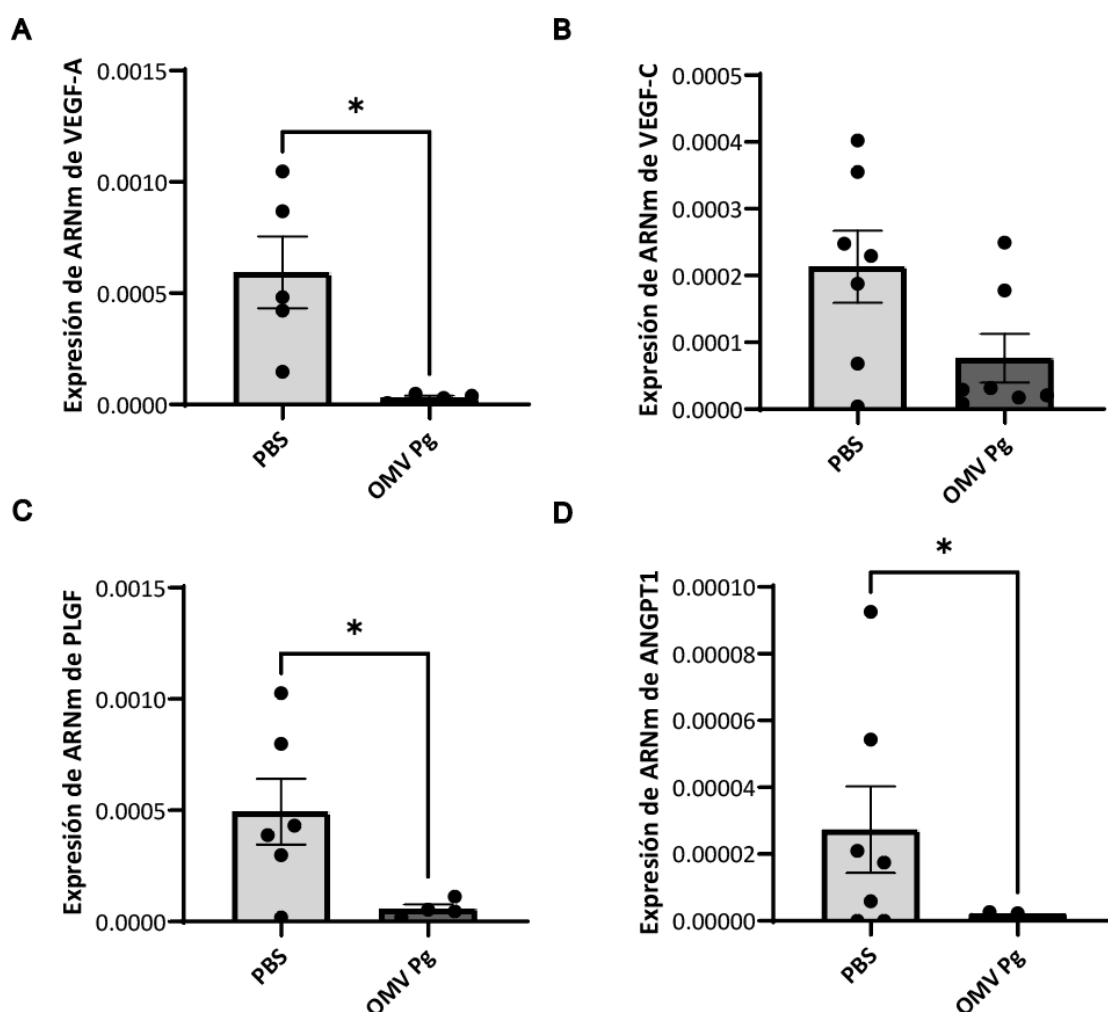 A
Expresión de ARNm de VEGF-A
0.0015
0.0010
0.0005
0.0000
*
PBS
OMV Pg
B
Expresión de ARNm de VEGF-C
0.0005
0.0004
0.0003
0.0002
0.0001
0.0000
PBS
OMV Pg
C
Expresión de ARNm de PLGF
0.0015
0.0010
0.0005
0.0000
*
PBS
OMV Pg
D
Expresión de ARNm de ANGPT1
0.00010
0.00008
0.00006
0.00004
0.00002
0.00000
*
PBS
OMV Pg